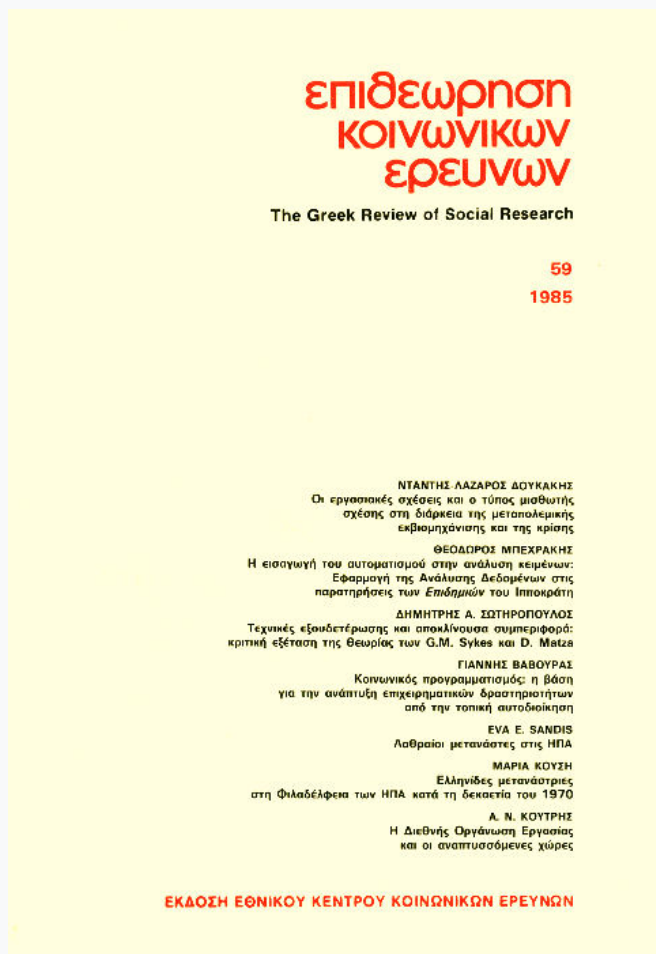 επιθεωρηση
κοινωνικων
ερευνων
The Greek Review of Social Research
59
1985
ΝΤΑΝΤΗΣ-ΛΑΖΑΡΟΣ ΔΟΥΚΑΚΗΣ
Οι εργασιακές σχέσεις και ο τύπος μισθωτής
σχέσης στη διάρκεια της μεταπολεμικής
εκβιομηχάνισης και της κρίσης
ΘΕΟΔΩΡΟΣ ΜΠΕΧΡΑΚΗΣ
Η εισαγωγή του αυτοματισμού στην ανάλυση κειμένων:
Εφαρμογή της Ανάλυσης Δεδομένων στις
παρατηρήσεις των Επιδημιών του Ιπποκράτη
ΔΗΜΗΤΡΗΣ Α. ΣΩΤΗΡΟΠΟΥΛΟΣ
Τεχνικές εξουδετέρωσης και αποκλίνουσα συμπεριφορά:
κριτική εξέταση της θεωρίας των G.M. Sykes και D. Matza
ΓΙΑΝΝΗΣ ΒΑΒΟΥΡΑΣ
Κοινωνικός προγραμματισμός: η βάση
για την ανάπτυξη επιχειρηματικών δραστηριοτήτων
από την τοπική αυτοδιοίκηση
EVA E. SANDIS
Λαθραίοι μετανάστες στις ΗΠΑ
ΜΑΡΙΑ ΚΟΥΣΗ
Ελληνίδες μετανάστριες
στη Φιλαδέλφεια των ΗΠΑ κατά τη δεκαετία του 1970
Α. Ν. ΚΟΥΤΡΗΣ
Η Διεθνής Οργάνωση Εργασίας
και οι αναπτυσσόμενες χώρες
ΕΚΔΟΣΗ ΕΘΝΙΚΟΥ ΚΕΝΤΡΟΥ ΚΟΙΝΩΝΙΚΩΝ ΕΡΕΥΝΩΝ